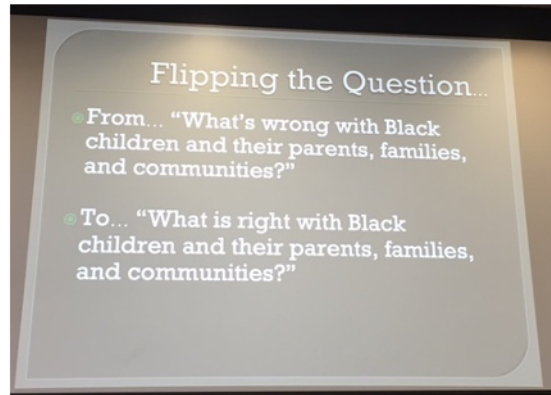 Flipping the Question...
From... “What's wrong with Black
children and their parents, families,
and communities?”
To... “What is right with Black
children and their parents, families,
and communities?”